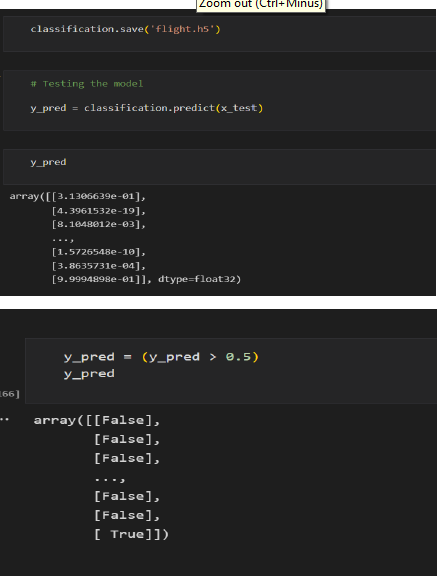 Zoom out (Ctrl+Minus)
classification.save('flight.h5')
# Testing the model
y_pred = classification.predict(x_test)
y_pred
array([[3.1306639e-01],
[4.3961532e-19],
[8.1048012e-03],
...,
[1.5726548e-10],
[3.8635731e-04],
[9.9994898e-01]], dtype=float32)
y_pred = (y_pred > 0.5)
y_pred
166]
array([[False],
[False],
[False],
...,
[False],
[False],
[ True]])